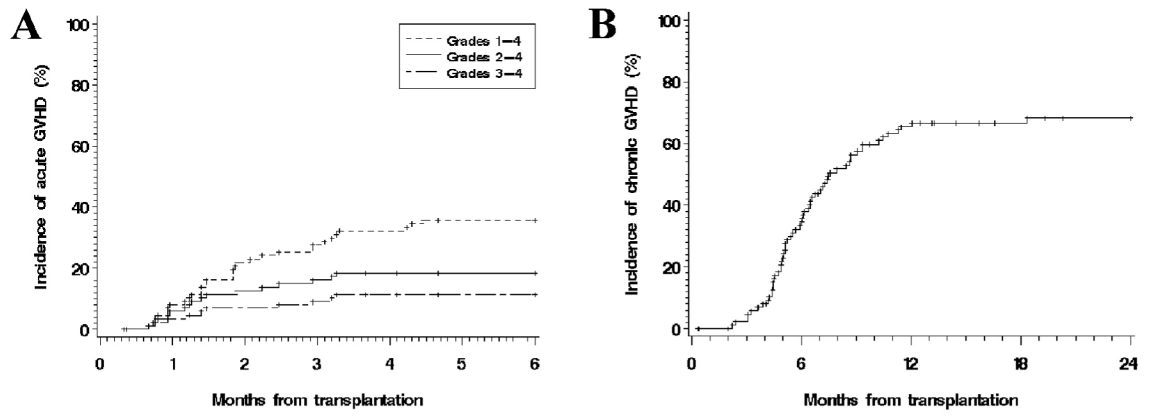 A
Incidence of acute GVHD (%)
100
80
60
40
20
0
Grades 1–4
Grades 2–4
Grades 3–4
0 1 2 3 4 5 6
Months from transplantation
B
Incidence of chronic GVHD (%)
100
80
60
40
20
0
0 6 12 18 24
Months from transplantation